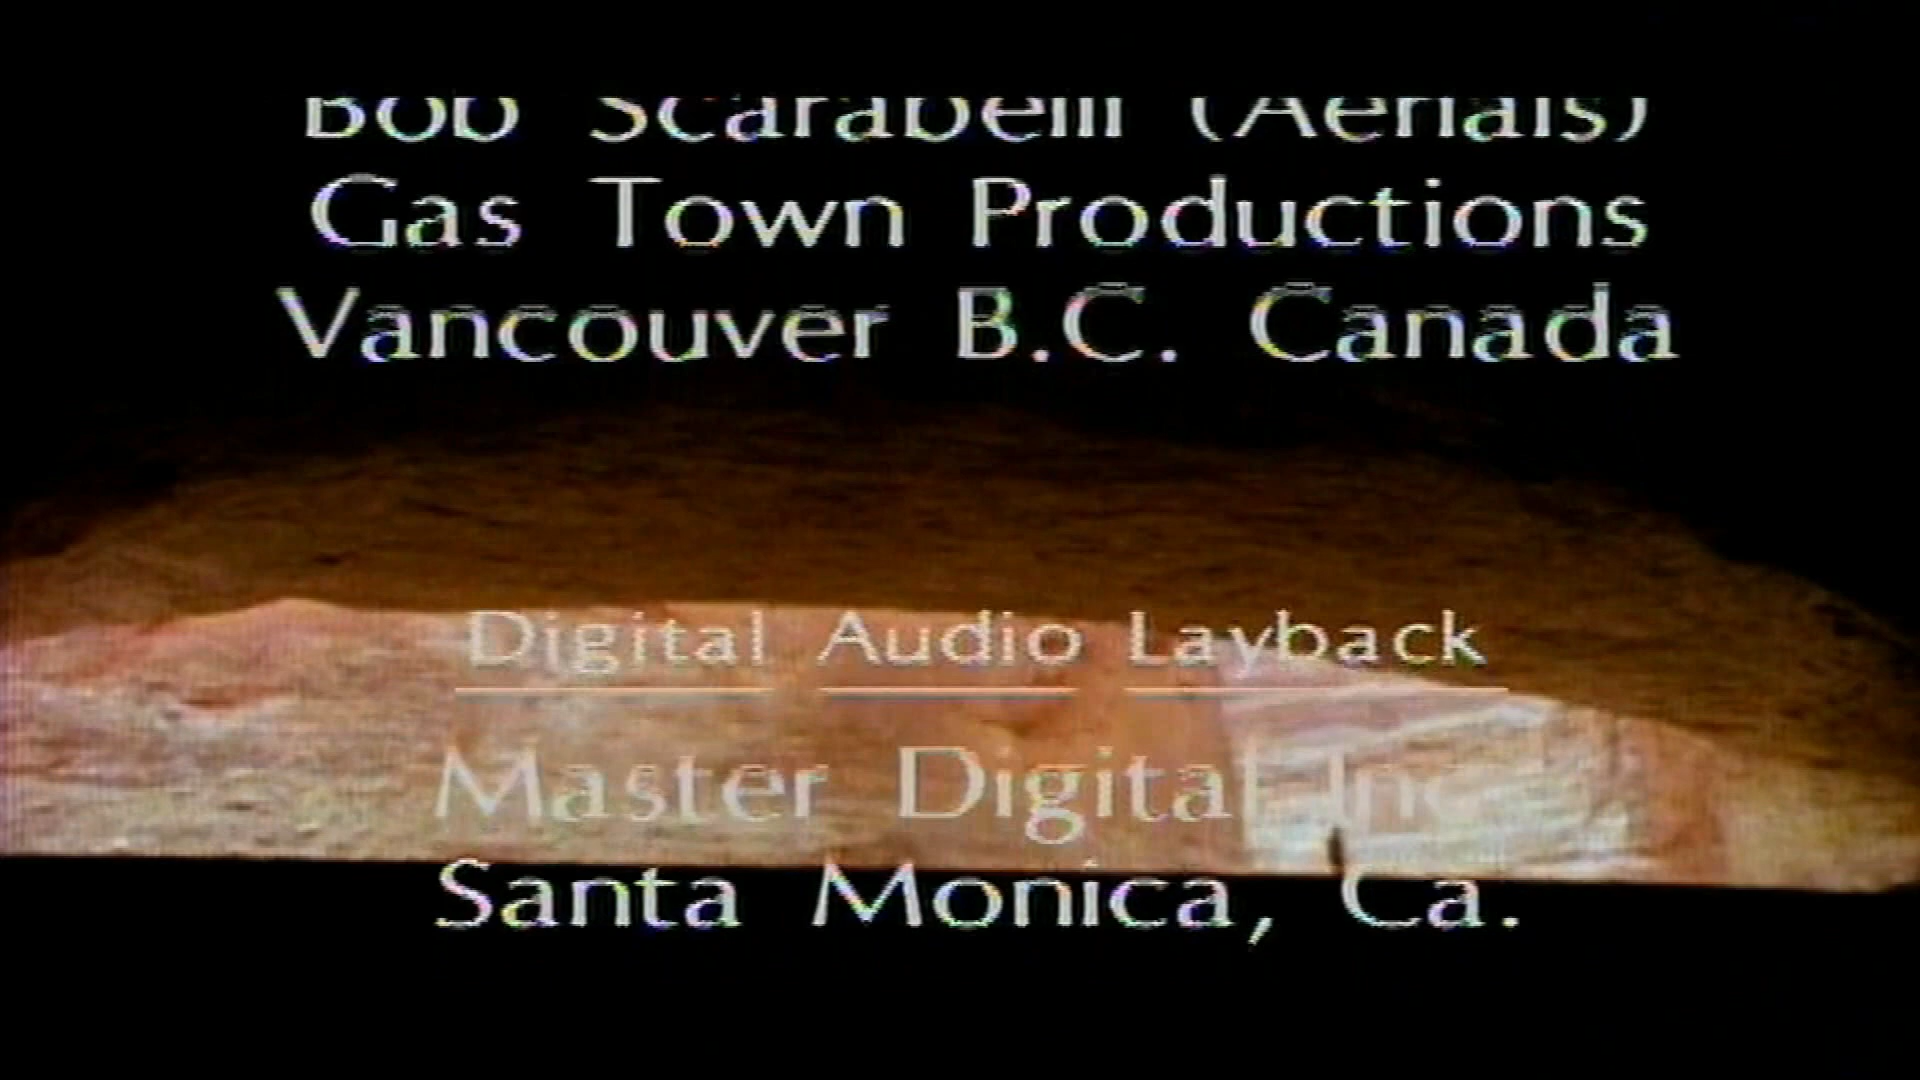 Bob Scarabelli (Aerials)
Gas Town Productions
Vancouver B.C. Canada
Digital Audio Layback
Master Digital Inc.
Santa Monica, Ca.